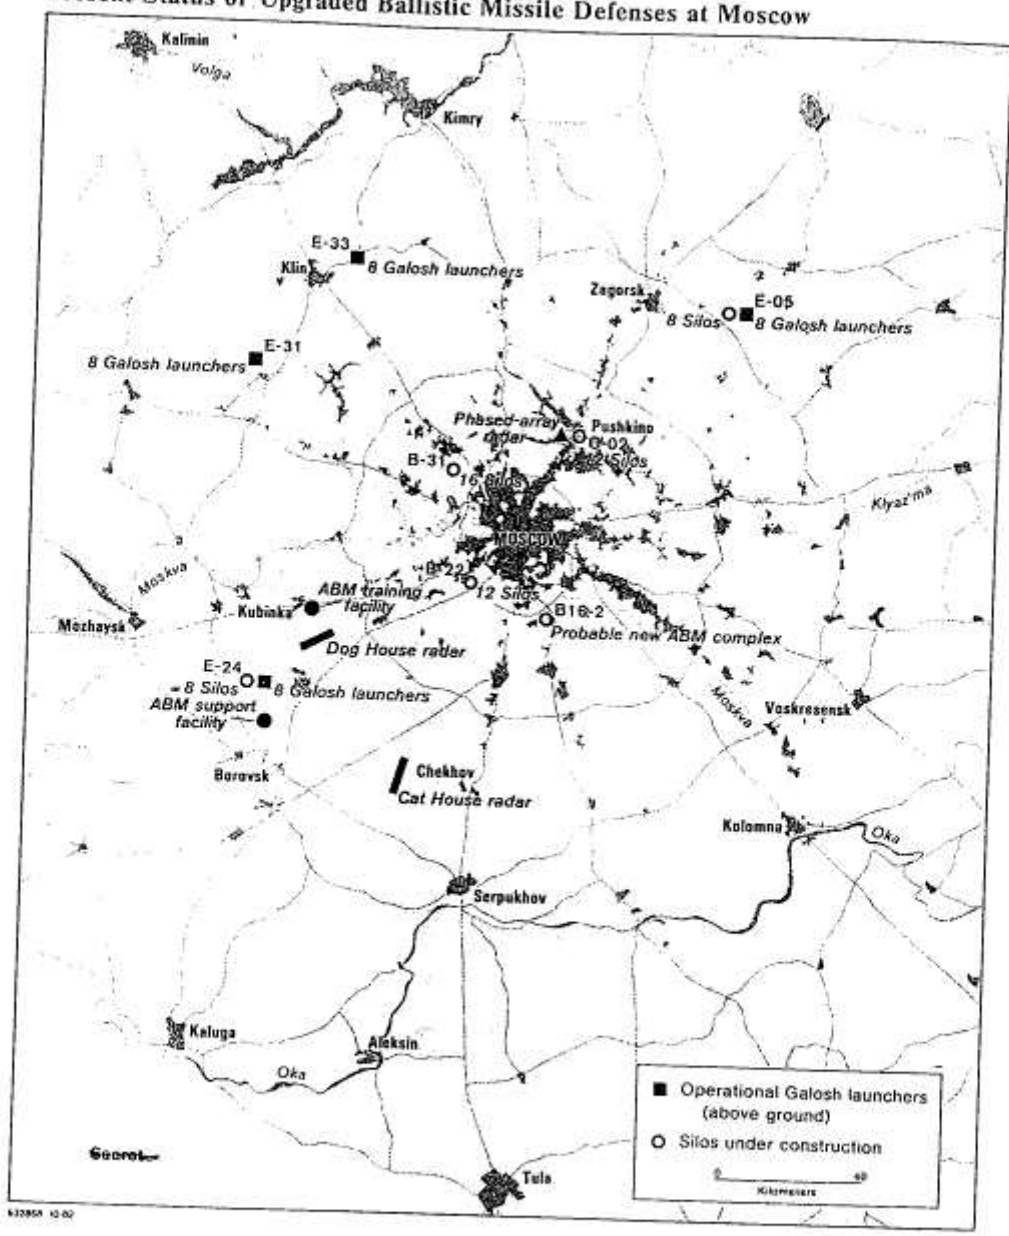 Status of Upgraded Ballistic Missile Defenses at Moscow
Kalinin
Volga
Kimry
E-33
8 Galosh launchers
Klin
Zagorsk
E-05
8 Silos
8 Galosh launchers
E-31
8 Galosh launchers
Phased-array
radar
Pushkino
B-31
16 Silos
Silos
Klyaz'ma
MOSCOW
Moskva
12 Silos
ABM training
facility
Kubinka
B16-2
Probable new ABM complex
Mozhaysk
Dog House radar
E-24
8 Silos
8 Galosh launchers
ABM support
facility
Moskva
Voskresensk
Borovsk
Chekhov
Cat House radar
Kolomna
Oka
Serpukhov
Kaluga
Aleksin
Oka
Operational Galosh launchers
(above ground)
Silos under construction
0
Kilometers
Secret
Tula